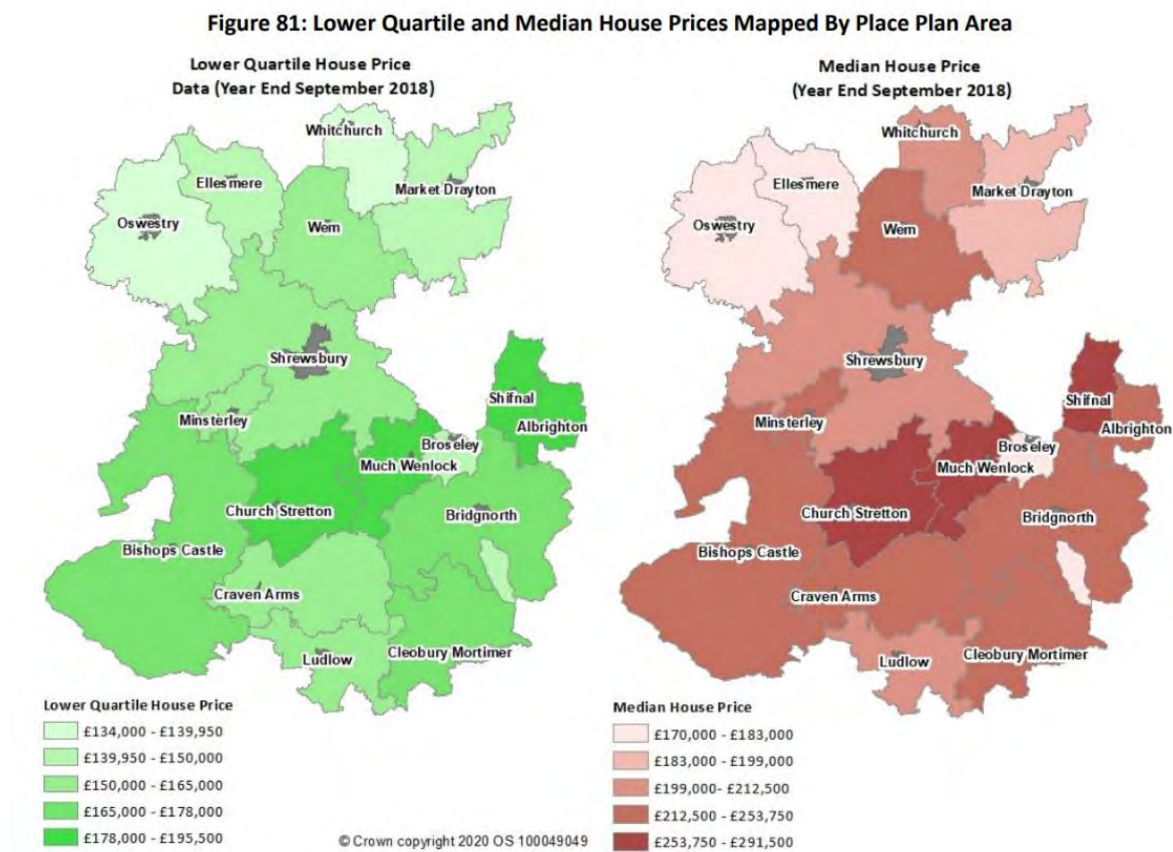 Figure 81: Lower Quartile and Median House Prices Mapped By Place Plan Area
Lower Quartile House Price
Data (Year End September 2018)
Whitchurch
Ellesmere
Market Drayton
Oswestry
Wem
Shrewsbury
Shifnal
Minsterley
Albrighton
Broseley
Much Wenlock
Church Stretton
Bridgnorth
Bishops Castle
Craven Arms
Cleobury Mortimer
Ludlow
Lower Quartile House Price
£134,000 - £139,950
£139,950 - £150,000
£150,000 - £165,000
£165,000 - £178,000
£178,000 - £195,500
© Crown copyright 2020 OS 100049049
Median House Price
(Year End September 2018)
Whitchurch
Ellesmere
Market Drayton
Oswestry
Wem
Shrewsbury
Shifnal
Minsterley
Albrighton
Broseley
Much Wenlock
Church Stretton
Bridgnorth
Bishops Castle
Craven Arms
Cleobury Mortimer
Ludlow
Median House Price
£170,000 - £183,000
£183,000 - £199,000
£199,000- £212,500
£212,500 - £253,750
£253,750 - £291,500